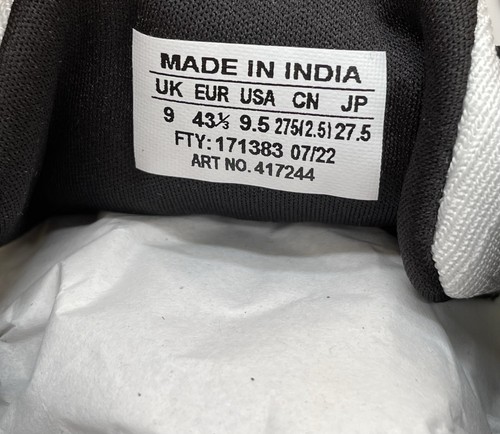 MADE IN INDIA
UK EUR USA CN JP
9 43⅓ 9.5 275(2.5) 27.5
FTY: 171383 07/22
ART NO. 417244